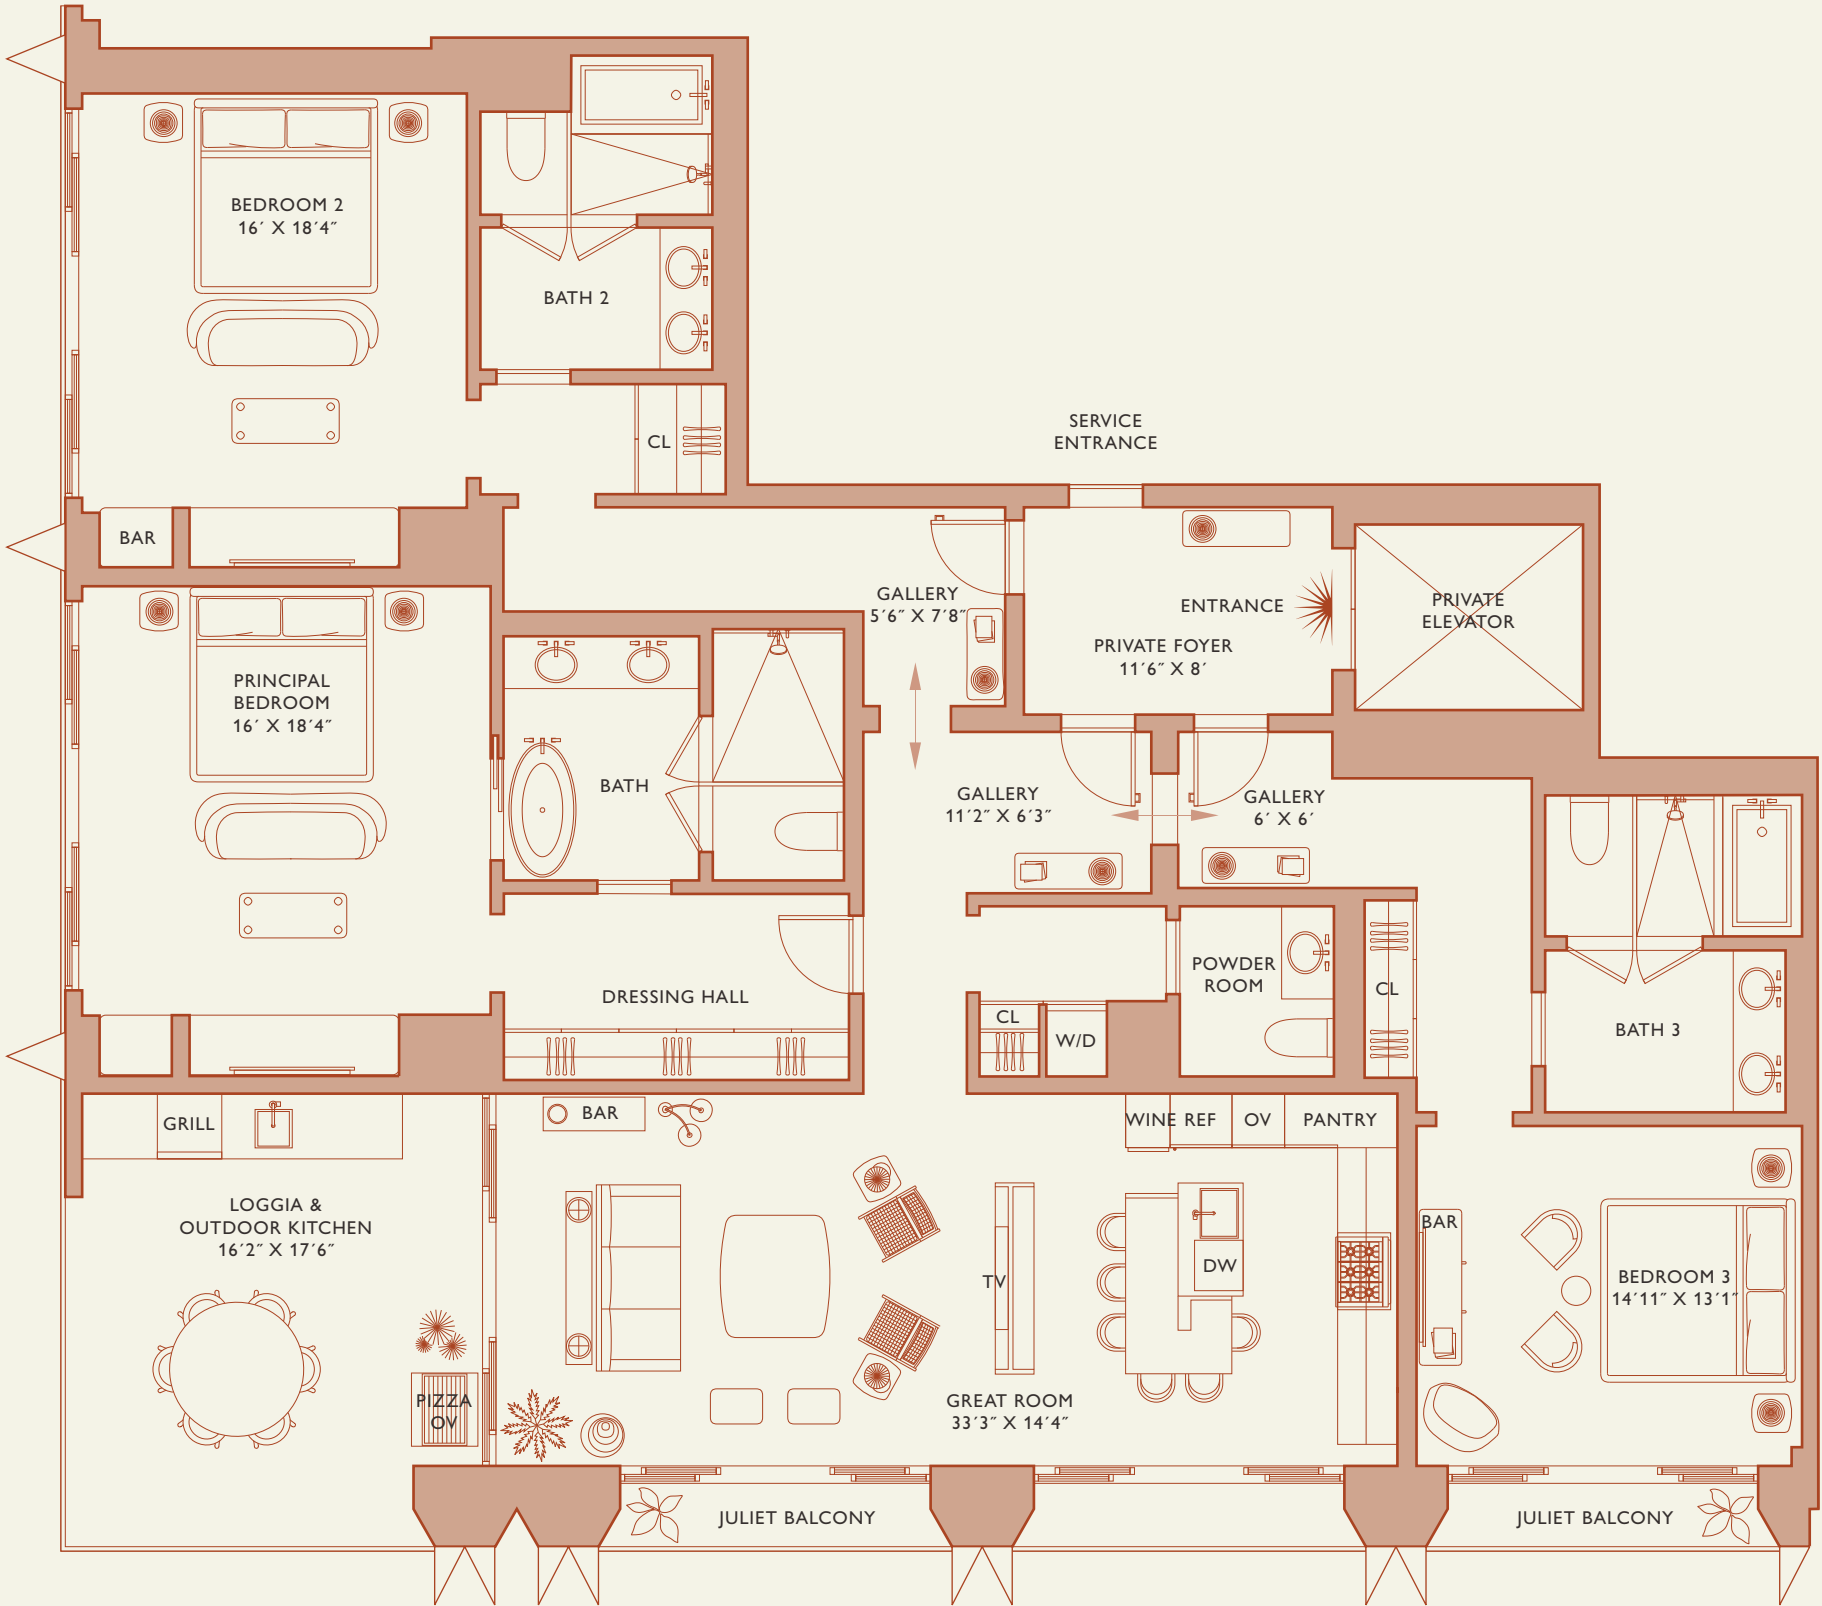 BEDROOM 2
16′ X 18′4″
BATH 2
CL
SERVICE
ENTRANCE
BAR
GALLERY
5′6″ X 7′8″
ENTRANCE
PRIVATE
ELEVATOR
PRIVATE FOYER
11′6″ X 8′
PRINCIPAL
BEDROOM
16′ X 18′4″
BATH
GALLERY
11′2″ X 6′3″
GALLERY
6′ X 6′
DRESSING HALL
POWDER
ROOM
CL
CL
W/D
BATH 3
GRILL
BAR
WINE REF
OV
PANTRY
LOGGIA &
OUTDOOR KITCHEN
16′2″ X 17′6″
TV
DW
BAR
BEDROOM 3
14′11″ X 13′1″
PIZZA
OV
GREAT ROOM
33′3″ X 14′4″
JULIET BALCONY
JULIET BALCONY